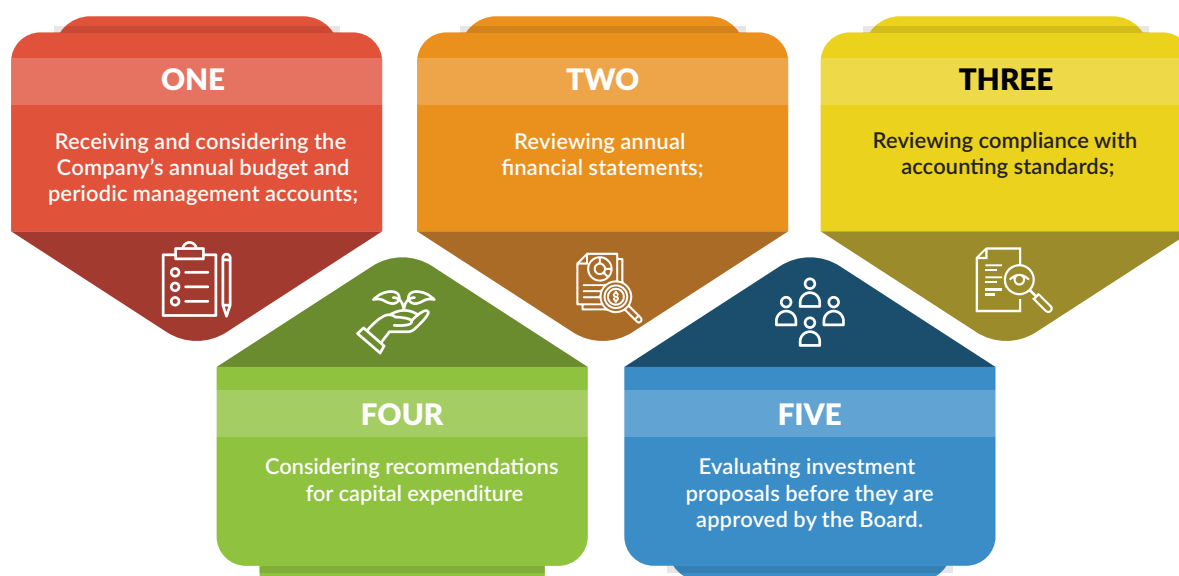 ONE
Receiving and considering the
Company's annual budget and
periodic management accounts;
TWO
Reviewing annual
financial statements;
THREE
Reviewing compliance with
accounting standards;
FOUR
Considering recommendations
for capital expenditure
FIVE
Evaluating investment
proposals before they are
approved by the Board.